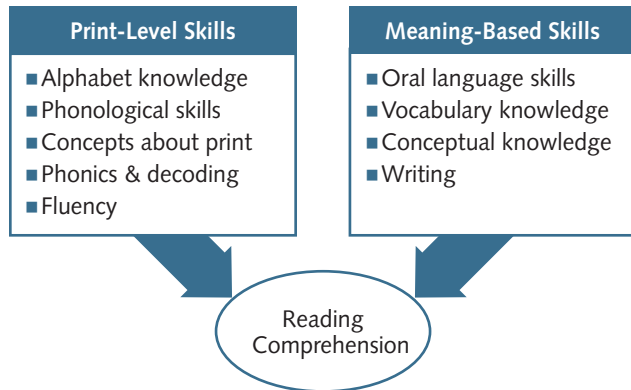 Print-Level Skills
Alphabet knowledge
Phonological skills
Concepts about print
Phonics & decoding
Fluency
Meaning-Based Skills
Oral language skills
Vocabulary knowledge
Conceptual knowledge
Writing
Reading
Comprehension